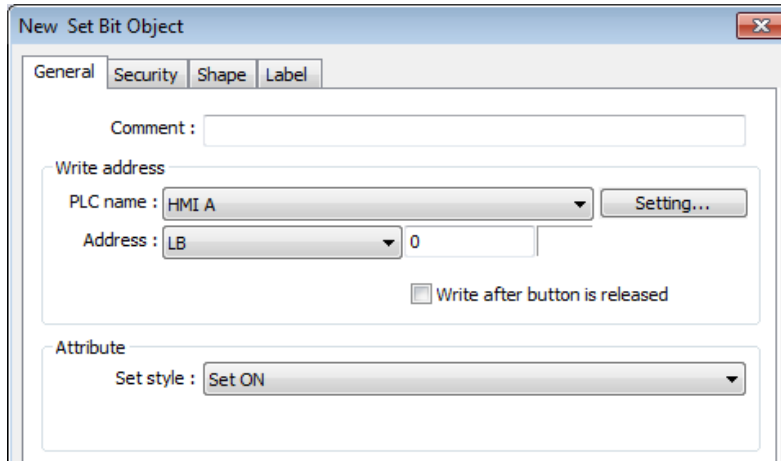 New Set Bit Object
General Security Shape Label
Comment :
Write address
PLC name : HMI A Setting...
Address : LB 0
Write after button is released
Attribute
Set style : Set ON